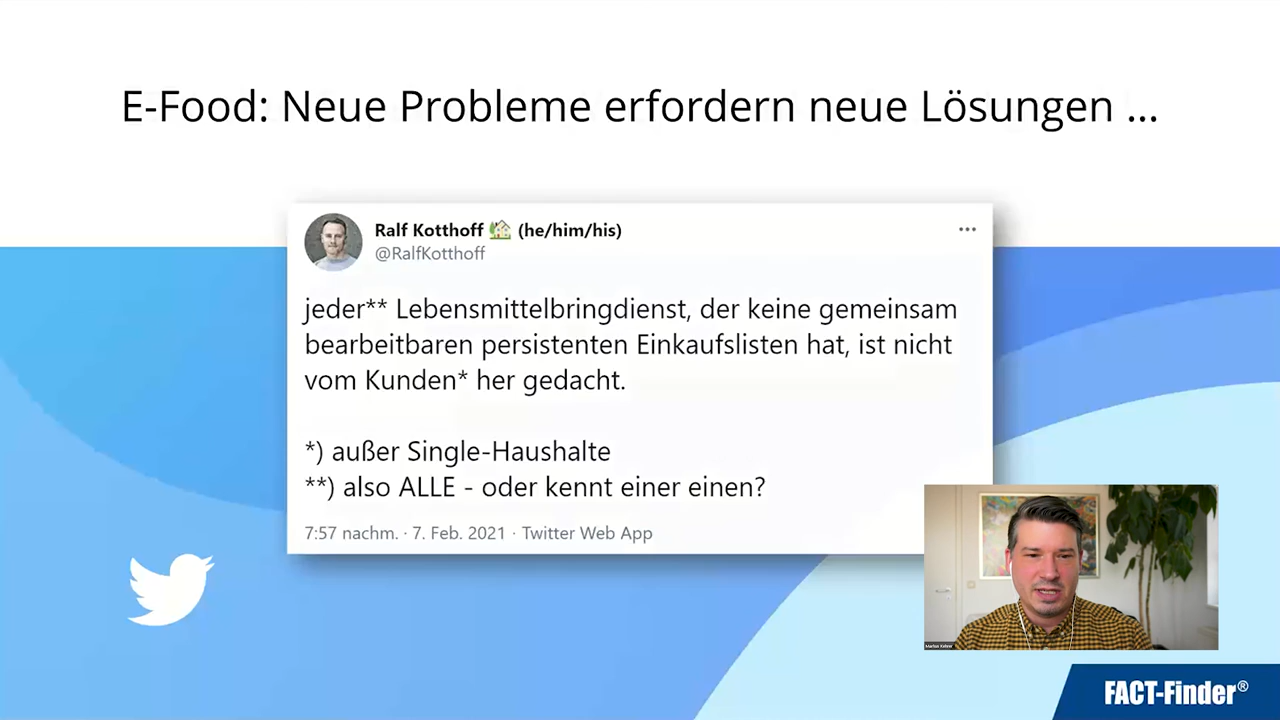 E-Food: Neue Probleme erfordern neue Lösungen ...
Ralf Kotthoff 🏡 (he/him/his)
@RalfKotthoff
jeder** Lebensmittelbringdienst, der keine gemeinsam
bearbeitbaren persistenten Einkaufslisten hat, ist nicht
vom Kunden* her gedacht.
*) außer Single-Haushalte
**) also ALLE - oder kennt einer einen?
7:57 nachm. · 7. Feb. 2021 · Twitter Web App
FACT-Finder®